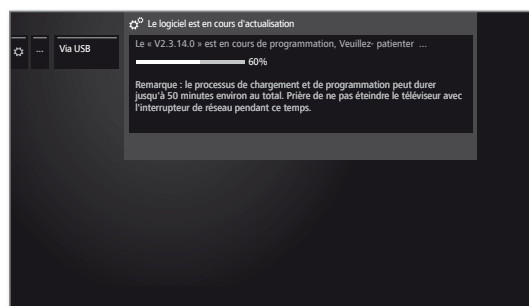 Le logiciel est en cours d'actualisation
... Via USB
Le « V2.3.14.0 » est en cours de programmation, Veuillez- patienter ...
60%
Remarque : le processus de chargement et de programmation peut durer
jusqu'à 50 minutes environ au total. Prière de ne pas éteindre le téléviseur avec
l'interrupteur de réseau pendant ce temps.